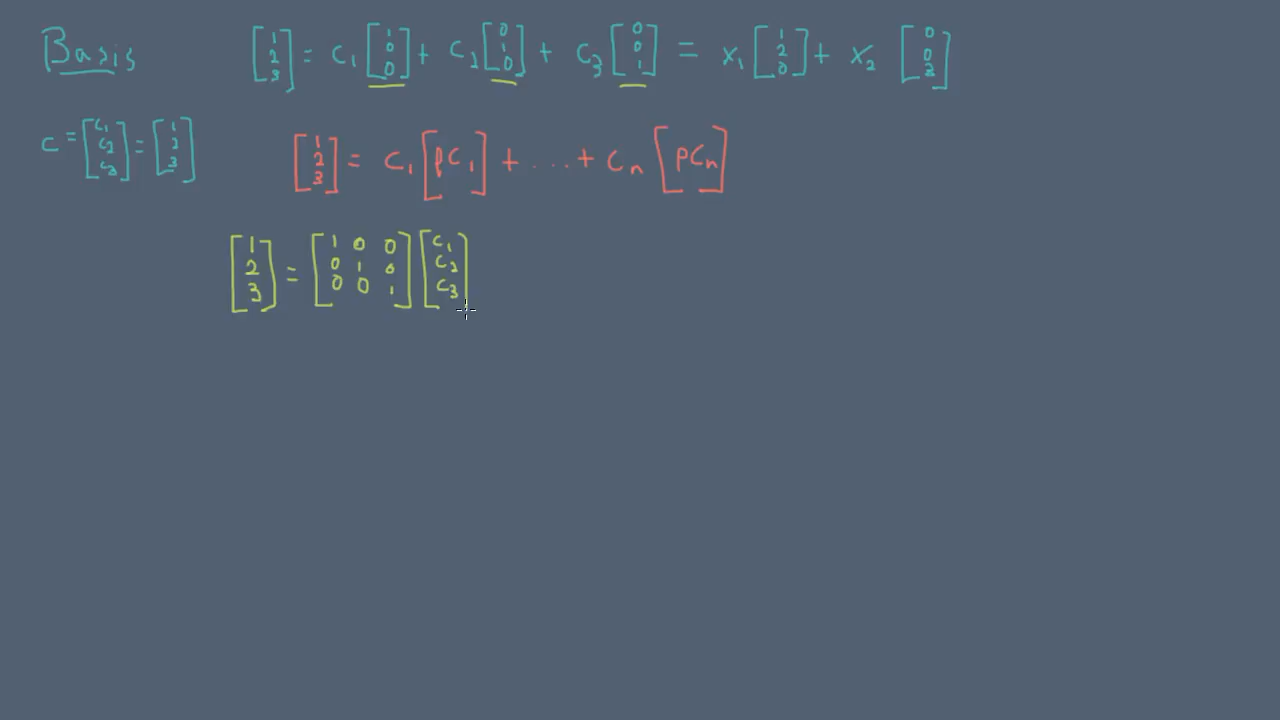 Basis [1 2 3] = c₁ [1 0 0] + c₂ [0 1 0] + c₃ [0 0 1] = x₁ [1 2 0] + x₂ [0 0 3]
c = [c₁ c₂ c₃] = [1 2 3]
[1 2 3] = c₁ [pc₁] + ... + cₙ [pcₙ]
[1 2 3] = [1 0 0 0 1 0 0 0 1] [c₁ c₂ c₃]